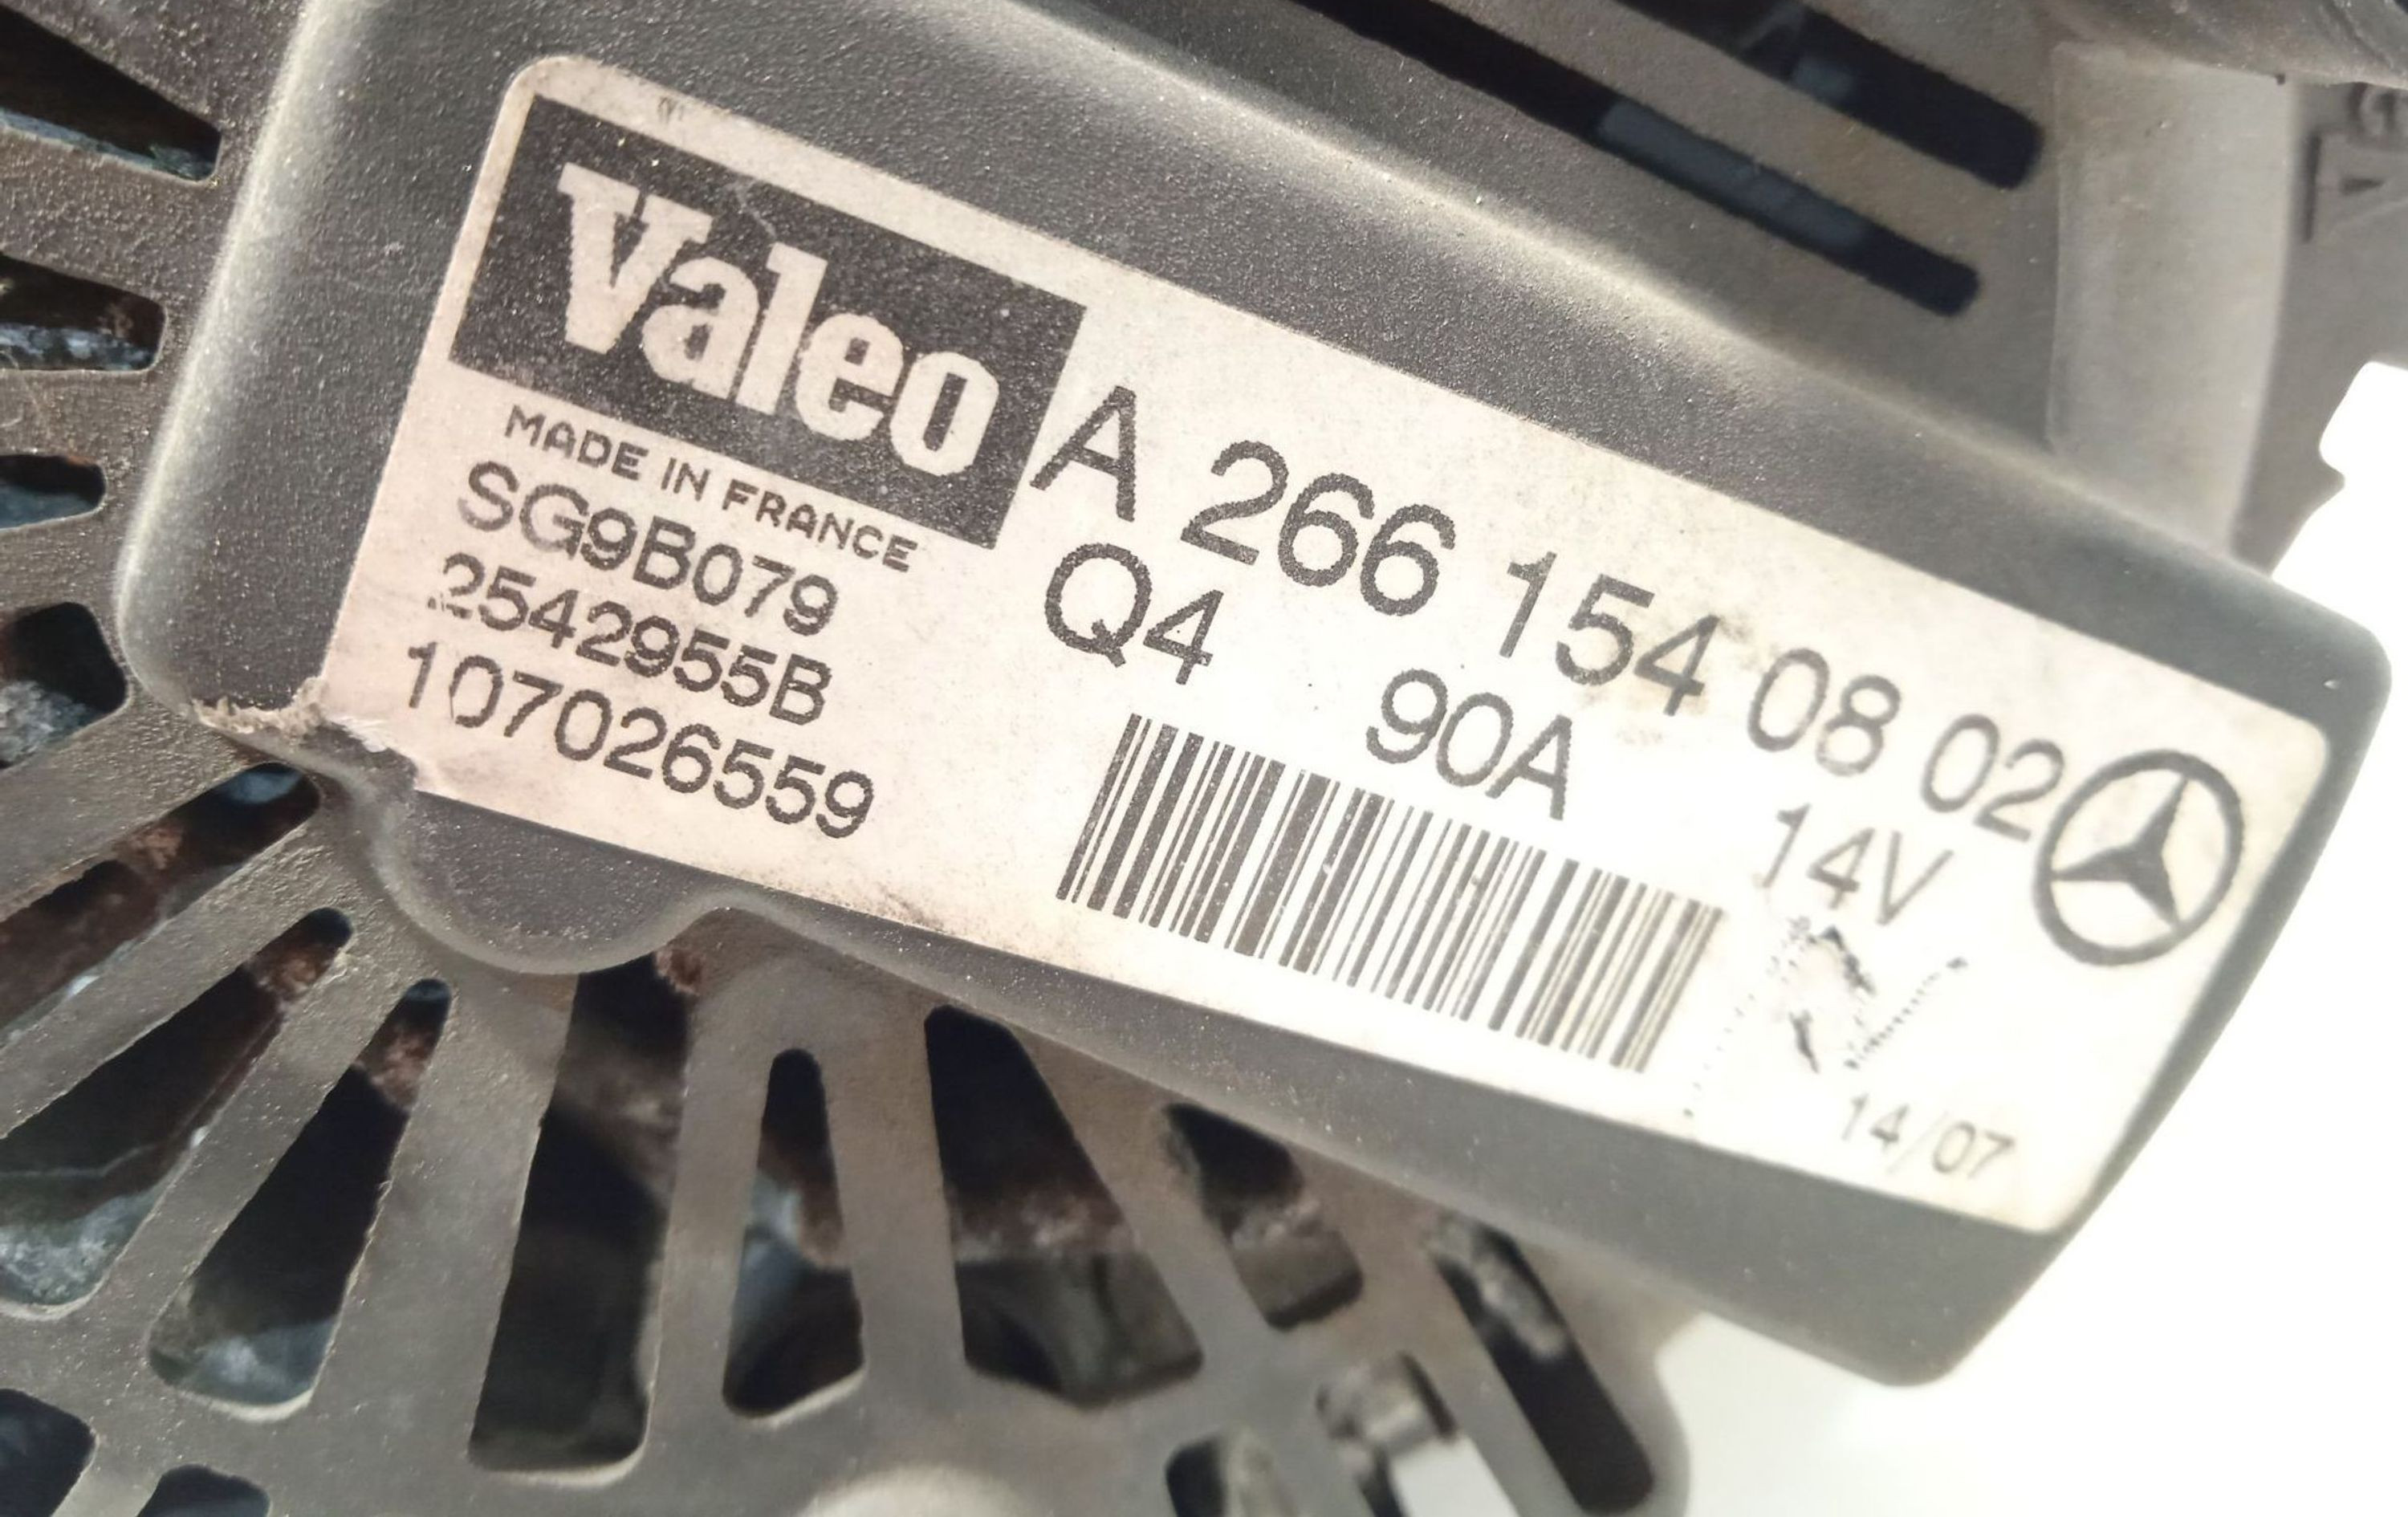 Valeo
MADE IN FRANCE
SG9B079
2542955B
107026559
A 266 154 08 02
Q4 90A 14V
14/07